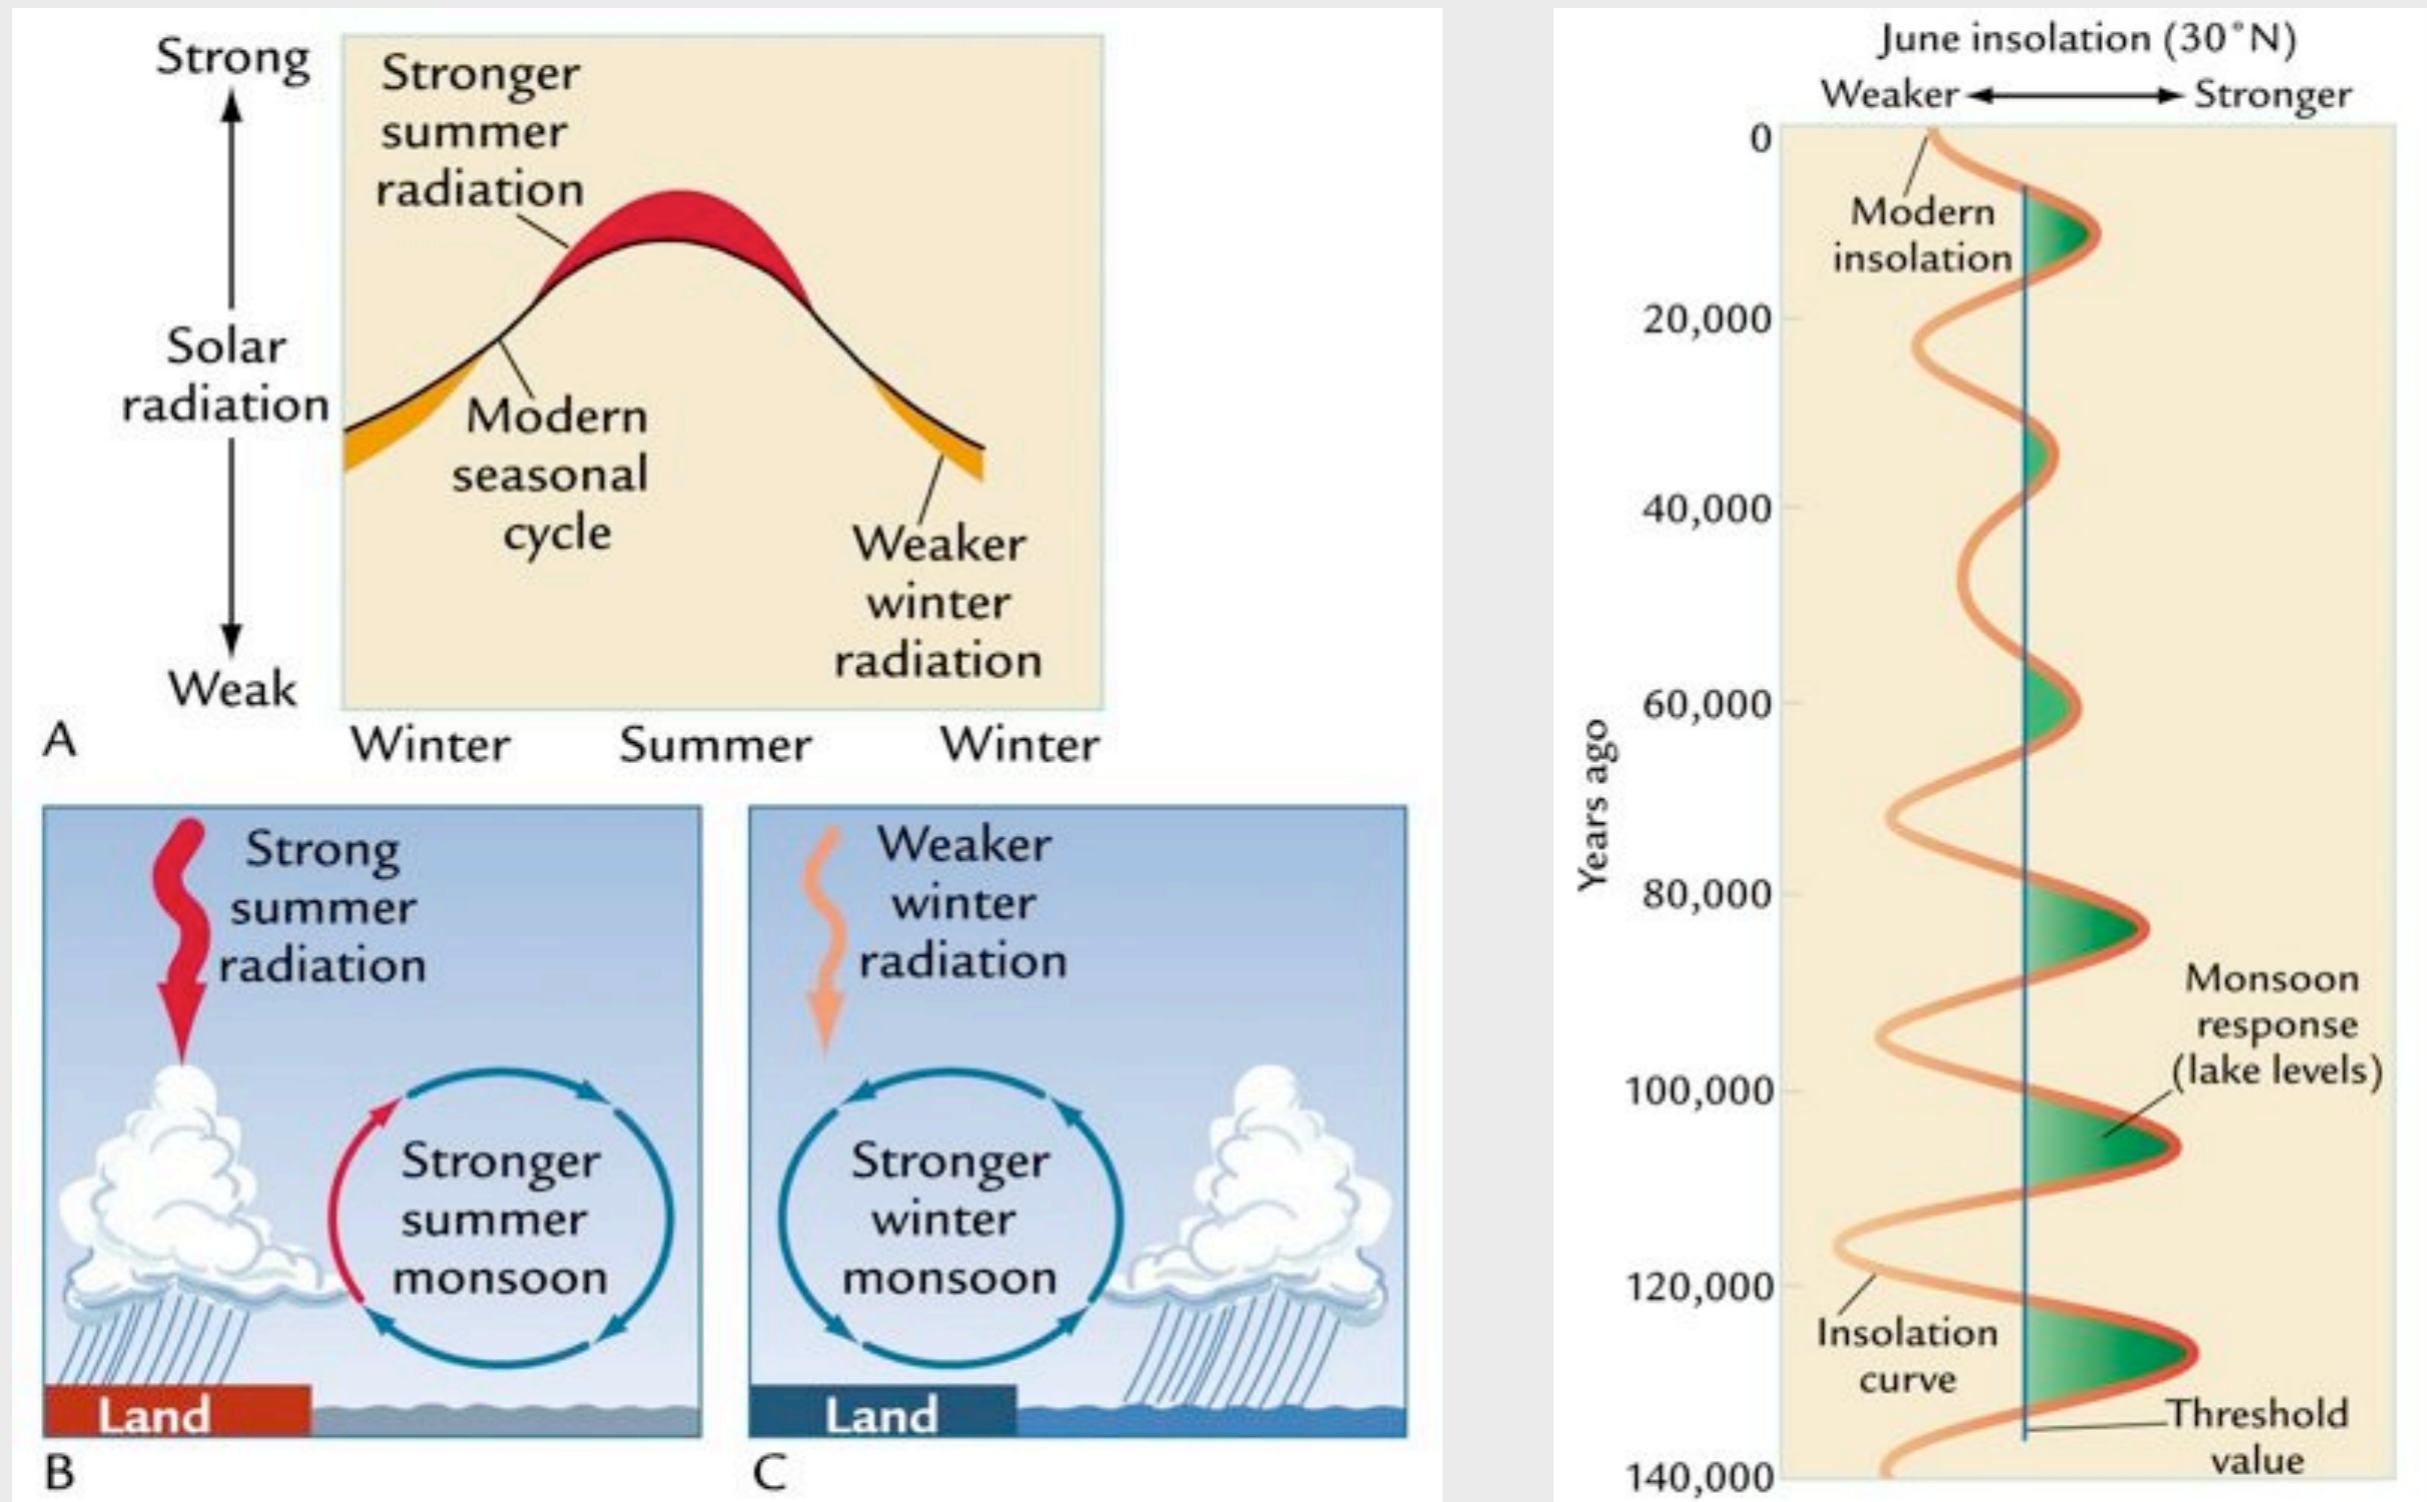 Strong
Stronger
summer
radiation
Solar
radiation
Modern
seasonal
cycle
Weaker
winter
radiation
Weak
A
Winter Summer Winter
Strong
summer
radiation
Stronger
summer
monsoon
Land
B
Weaker
winter
radiation
Stronger
winter
monsoon
Land
C
June insolation (30°N)
Weaker Stronger
0
Modern
insolation
20,000
40,000
60,000
Years ago
80,000
Monsoon
response
(lake levels)
100,000
120,000
Insolation
curve
Threshold
value
140,000